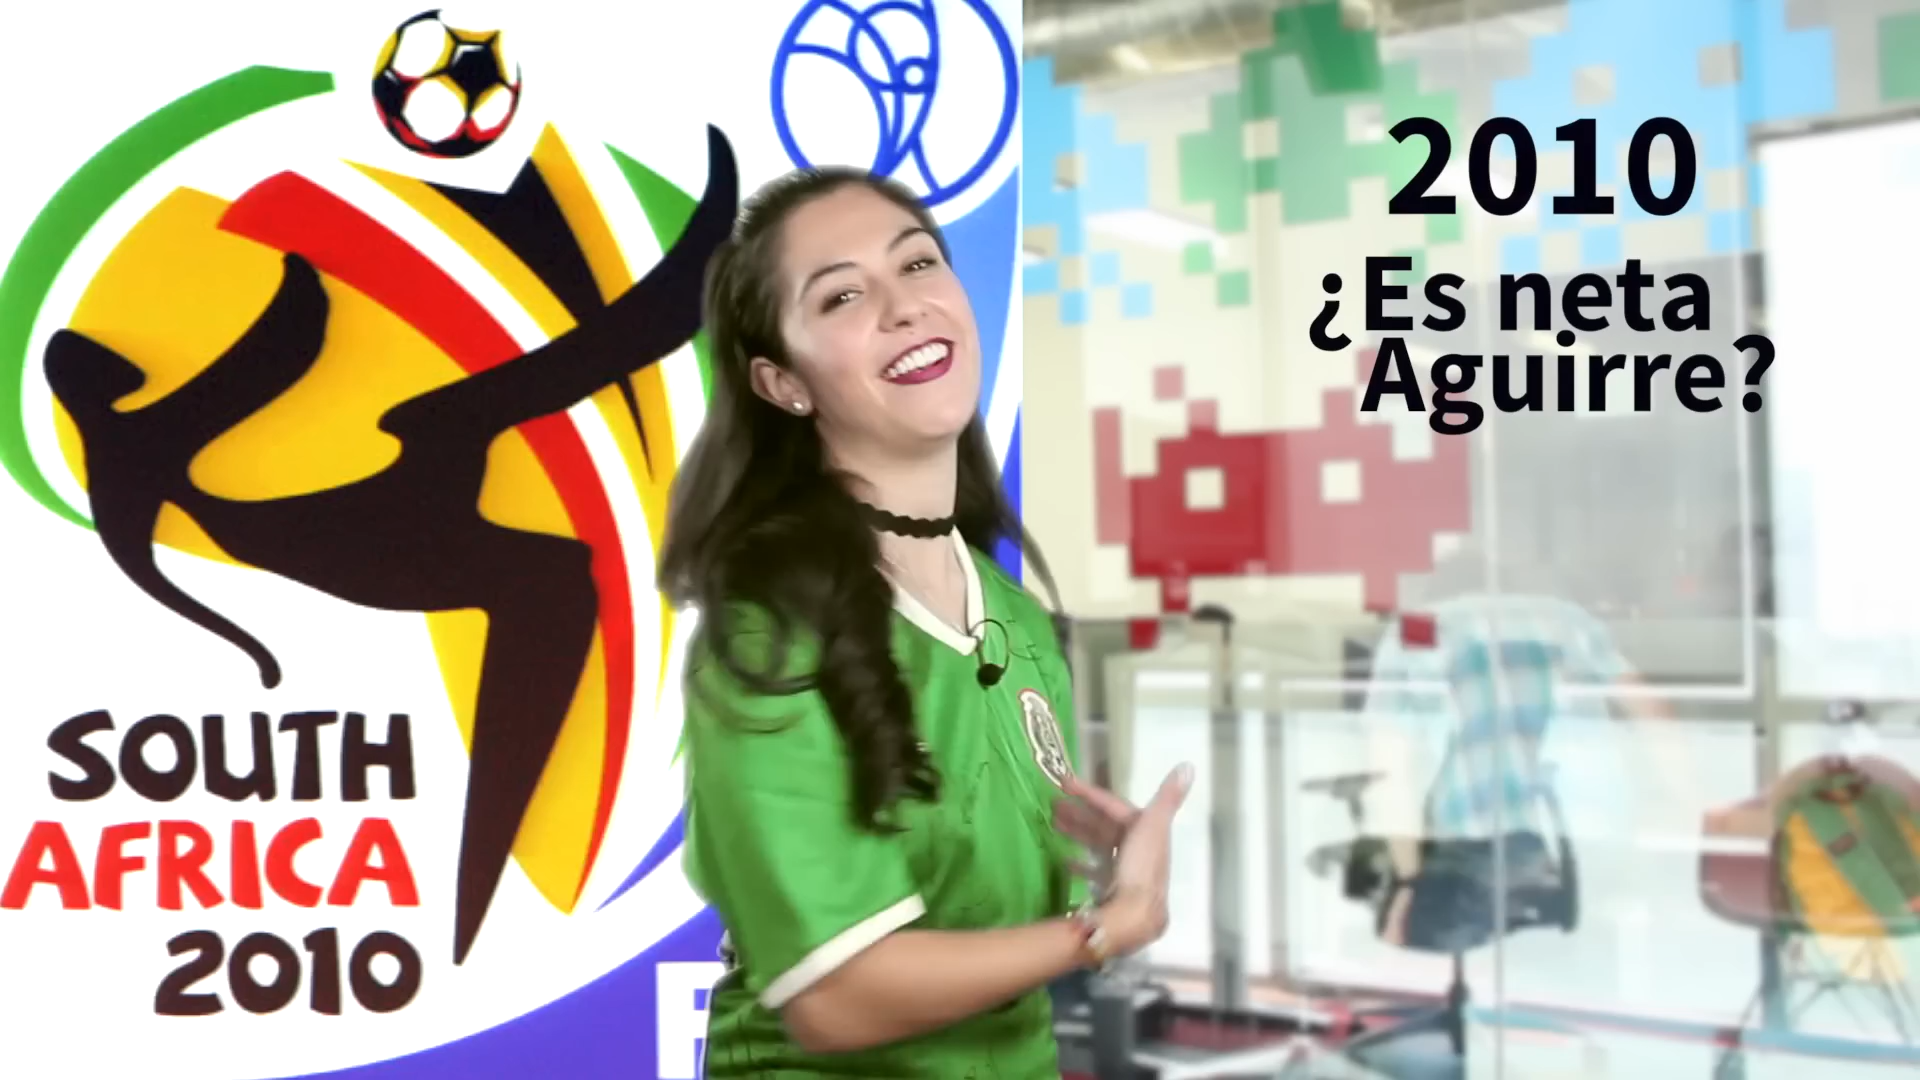 SOUTH
AFRICA
2010
F
2010
¿Es neta
Aguirre?